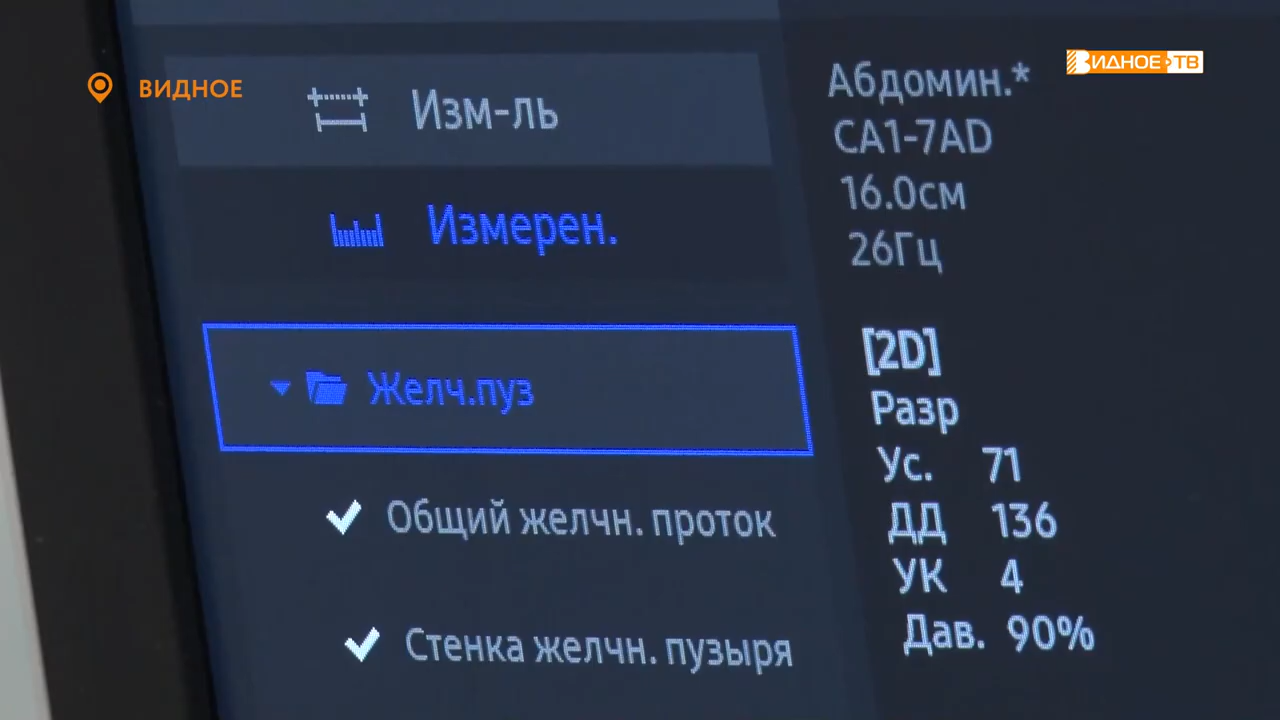 ВИДНОЕ
ВИДНОЕ ТВ
Изм-ль
Измерен.
Желч.пуз
Общий желчн. проток
Стенка желчн. пузыря
Абдомин.*
CA1-7AD
16.0см
26Гц
[2D]
Разр
Ус. 71
ДД 136
УК 4
Дав. 90%